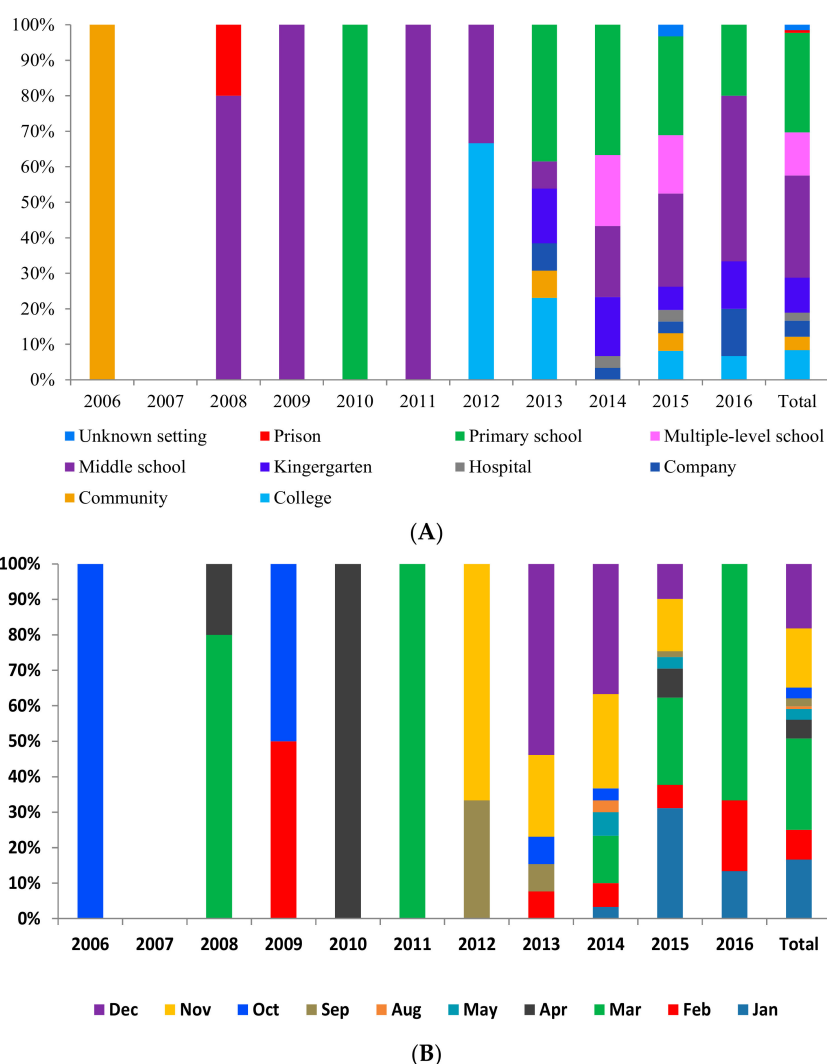 100%
90%
80%
70%
60%
50%
40%
30%
20%
10%
0%
2006 2007 2008 2009 2010 2011 2012 2013 2014 2015 2016 Total
Unknown setting Prison Primary school Multiple-level school
Middle school Kingergarten Hospital Company
Community College
(A)
100%
90%
80%
70%
60%
50%
40%
30%
20%
10%
0%
2006 2007 2008 2009 2010 2011 2012 2013 2014 2015 2016 Total
Dec Nov Oct Sep Aug May Apr Mar Feb Jan
(B)